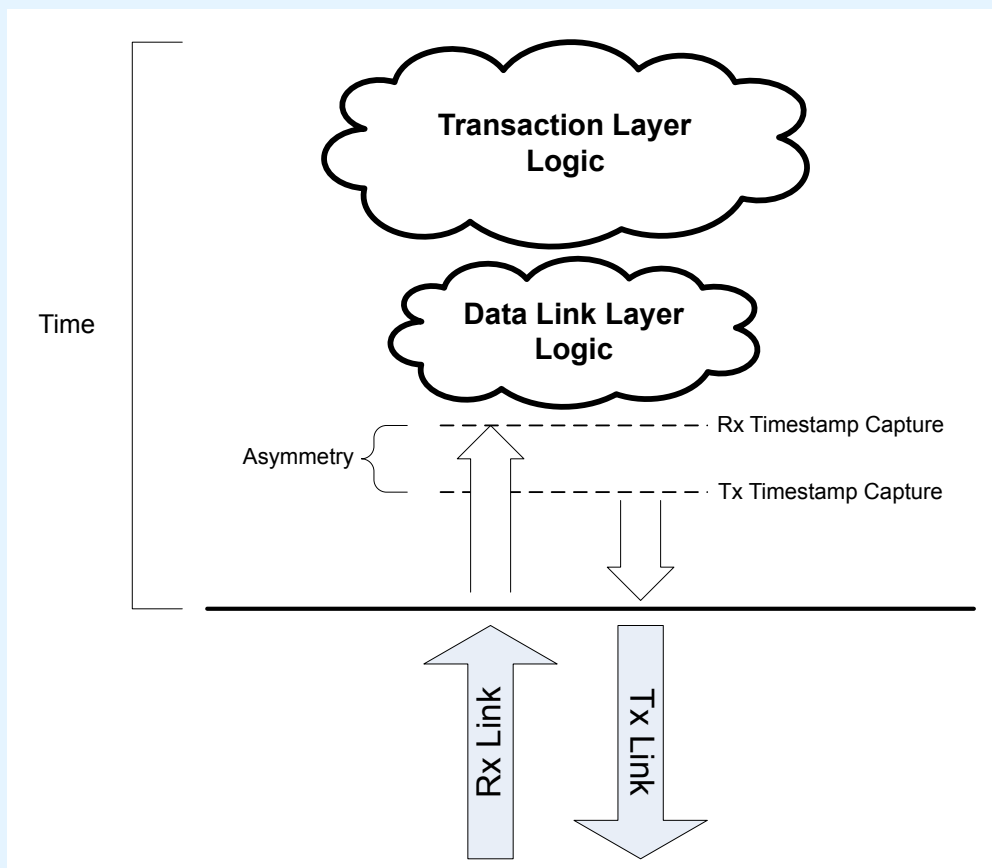 Transaction Layer
Logic
Data Link Layer
Logic
Time
Rx Timestamp Capture
Asymmetry
Tx Timestamp Capture
Rx Link
Tx Link